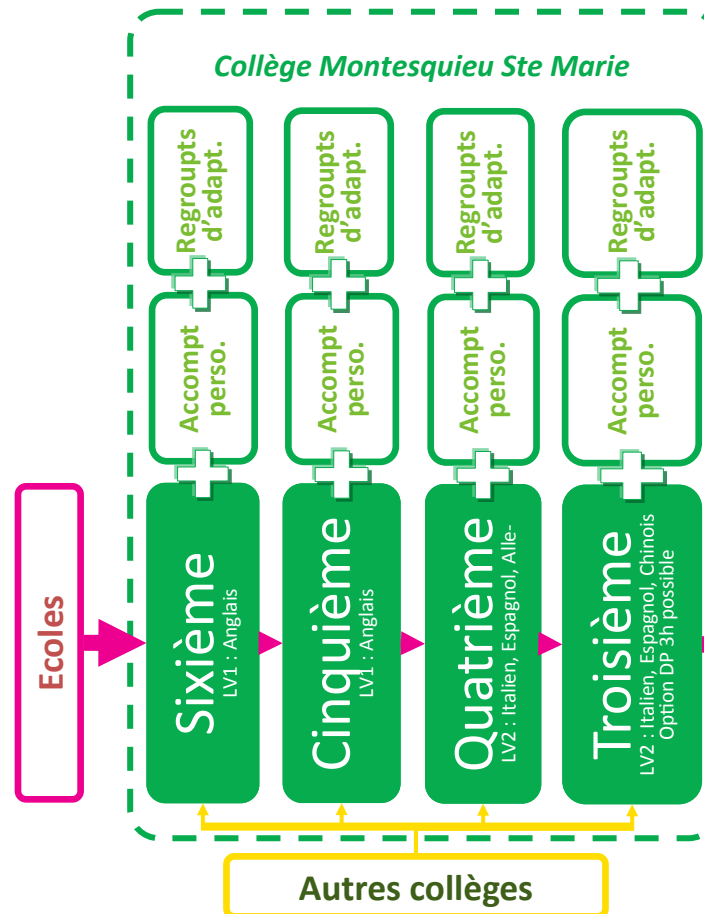 Collège Montesquieu Ste Marie
Regroupts
d’adapt.
Regroupts
d’adapt.
Regroupts
d’adapt.
Regroupts
d’adapt.
Accompt
perso.
Accompt
perso.
Accompt
perso.
Accompt
perso.
Ecoles
Sixième
LV1 : Anglais
Cinquième
LV1 : Anglais
Quatrième
LV2 : Italien, Espagnol, Alle-
Troisième
LV2 : Italien, Espagnol, Chinois
Option DP 3h possible
Autres collèges